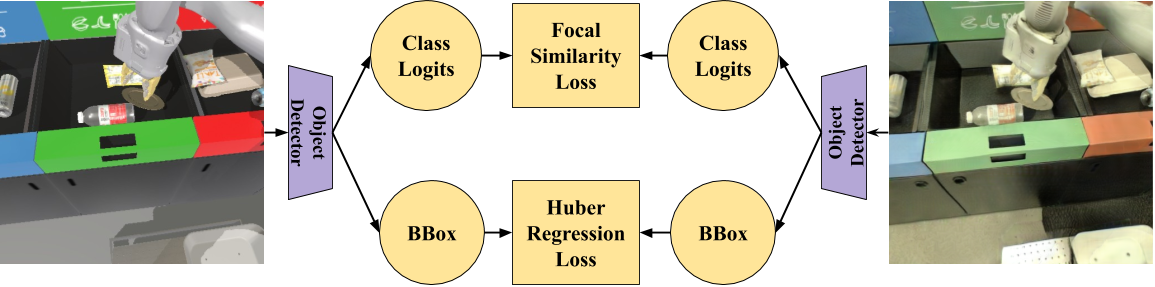 Object
Detector
Class
Logits
Focal
Similarity
Loss
Class
Logits
Object
Detector
BBox
Huber
Regression
Loss
BBox